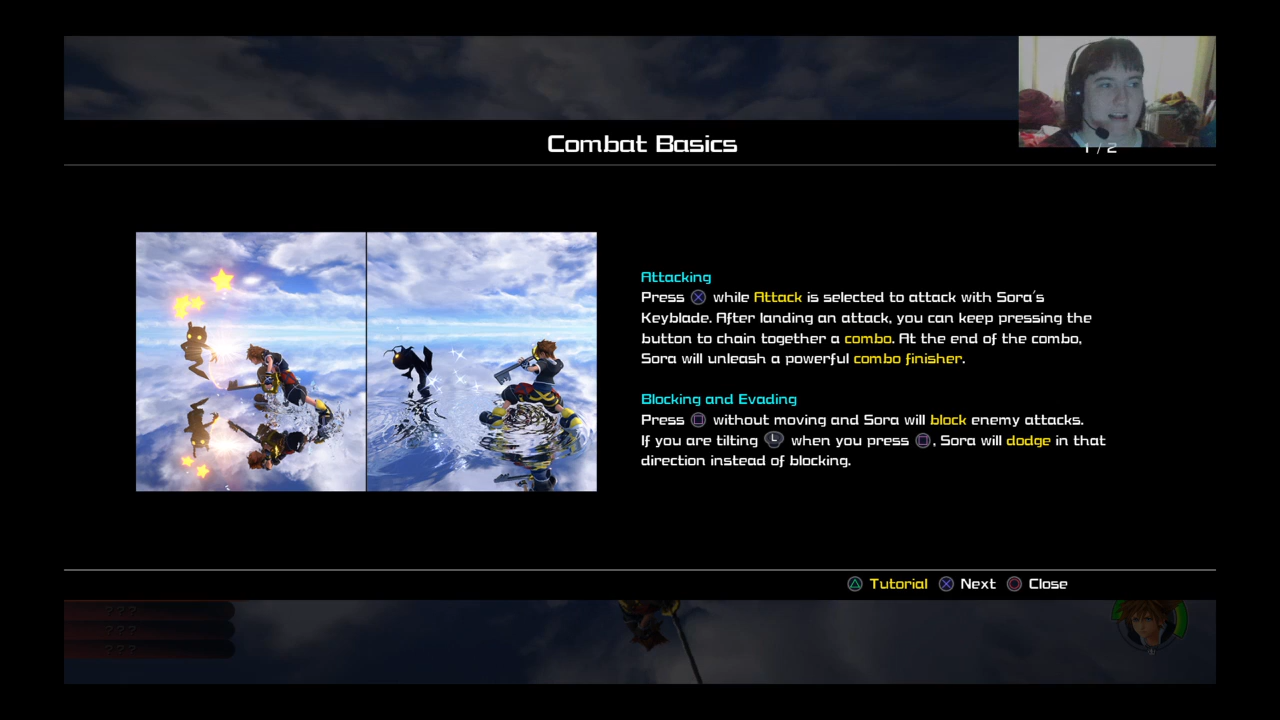 Combat Basics
1 / 2
Attacking
Press while Attack is selected to attack with Sora's
Keyblade. After landing an attack, you can keep pressing the
button to chain together a combo. At the end of the combo,
Sora will unleash a powerful combo finisher.
Blocking and Evading
Press without moving and Sora will block enemy attacks.
If you are tilting L when you press , Sora will dodge in that
direction instead of blocking.
Tutorial Next Close
???
???
???